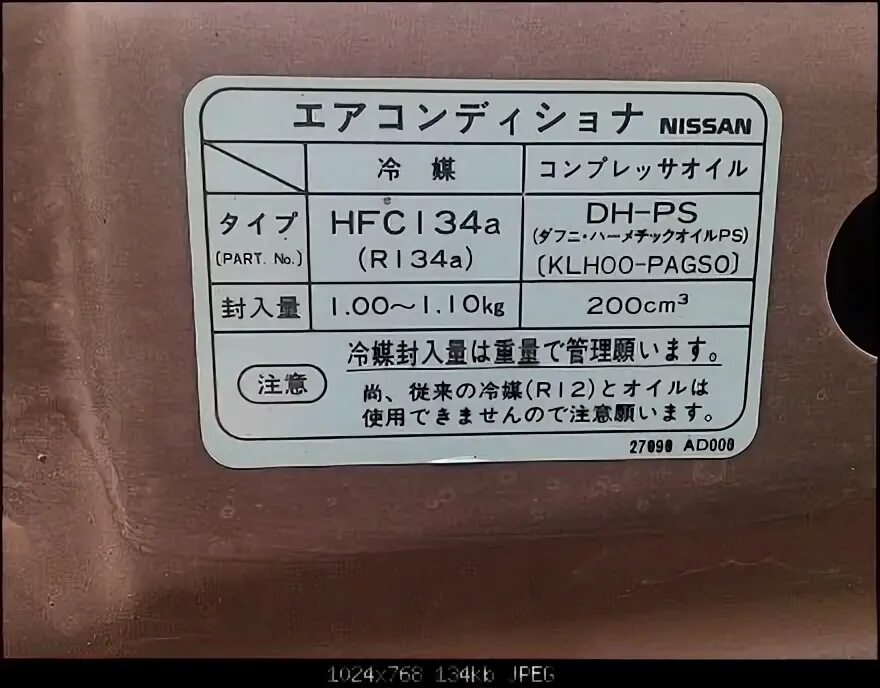 エアコンディショナ NISSAN
冷媒 コンプレッサオイル
タイプ HFC134a DH-PS
(ダフニ・ハーメチックオイルPS)
(PART. No.) (R134a) (KLH00-PAGS0)
封入量 1.00～1.10kg 200cm³
冷媒封入量は重量で管理願います。
注意
尚、従来の冷媒(R12)とオイルは
使用できませんので注意願います。
27090 AD000
1024x768 134kb JPEG